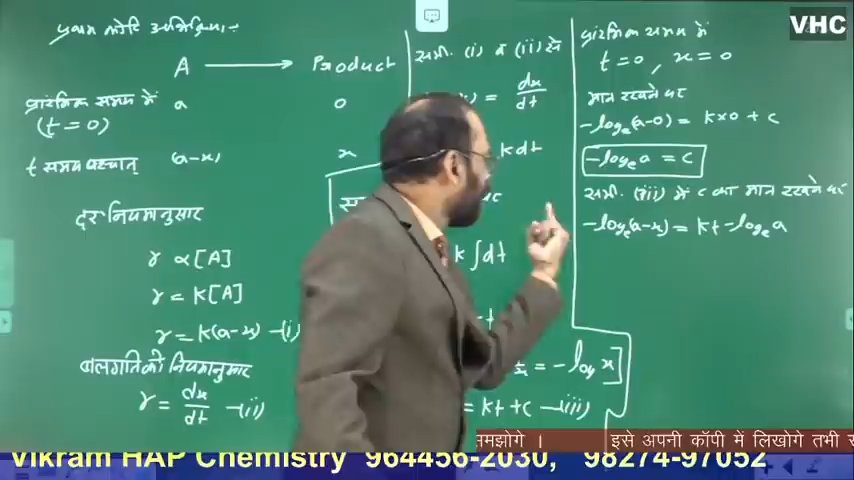 प्रथम कोटि अभिक्रिया:-
A → Product
प्रारंभिक समय में a 0
(t = 0)
t समय पश्चात् (a-x) x
दर नियमानुसार
r ∝ [A]
r = K[A]
r = K(a-x) -(i)
बलगतिकी नियमानुसार
r = dx/dt -(ii)
समी. (i) व (ii) से
= dx/dt
kdt
K ∫dt
= -log x]
= Kt + c -(iii)
प्रारंभिक समय में
t = 0, x = 0
मान रखने पर
-logₑ(a-0) = K×0 + c
-logₑa = c
समी. (iii) में c का मान रखने पर
-logₑ(a-x) = Kt -logₑa
VHC
समझोगे । इसे अपनी कॉपी में लिखोगे तभी
Vikram HAP Chemistry 964456-2030, 98274-97052